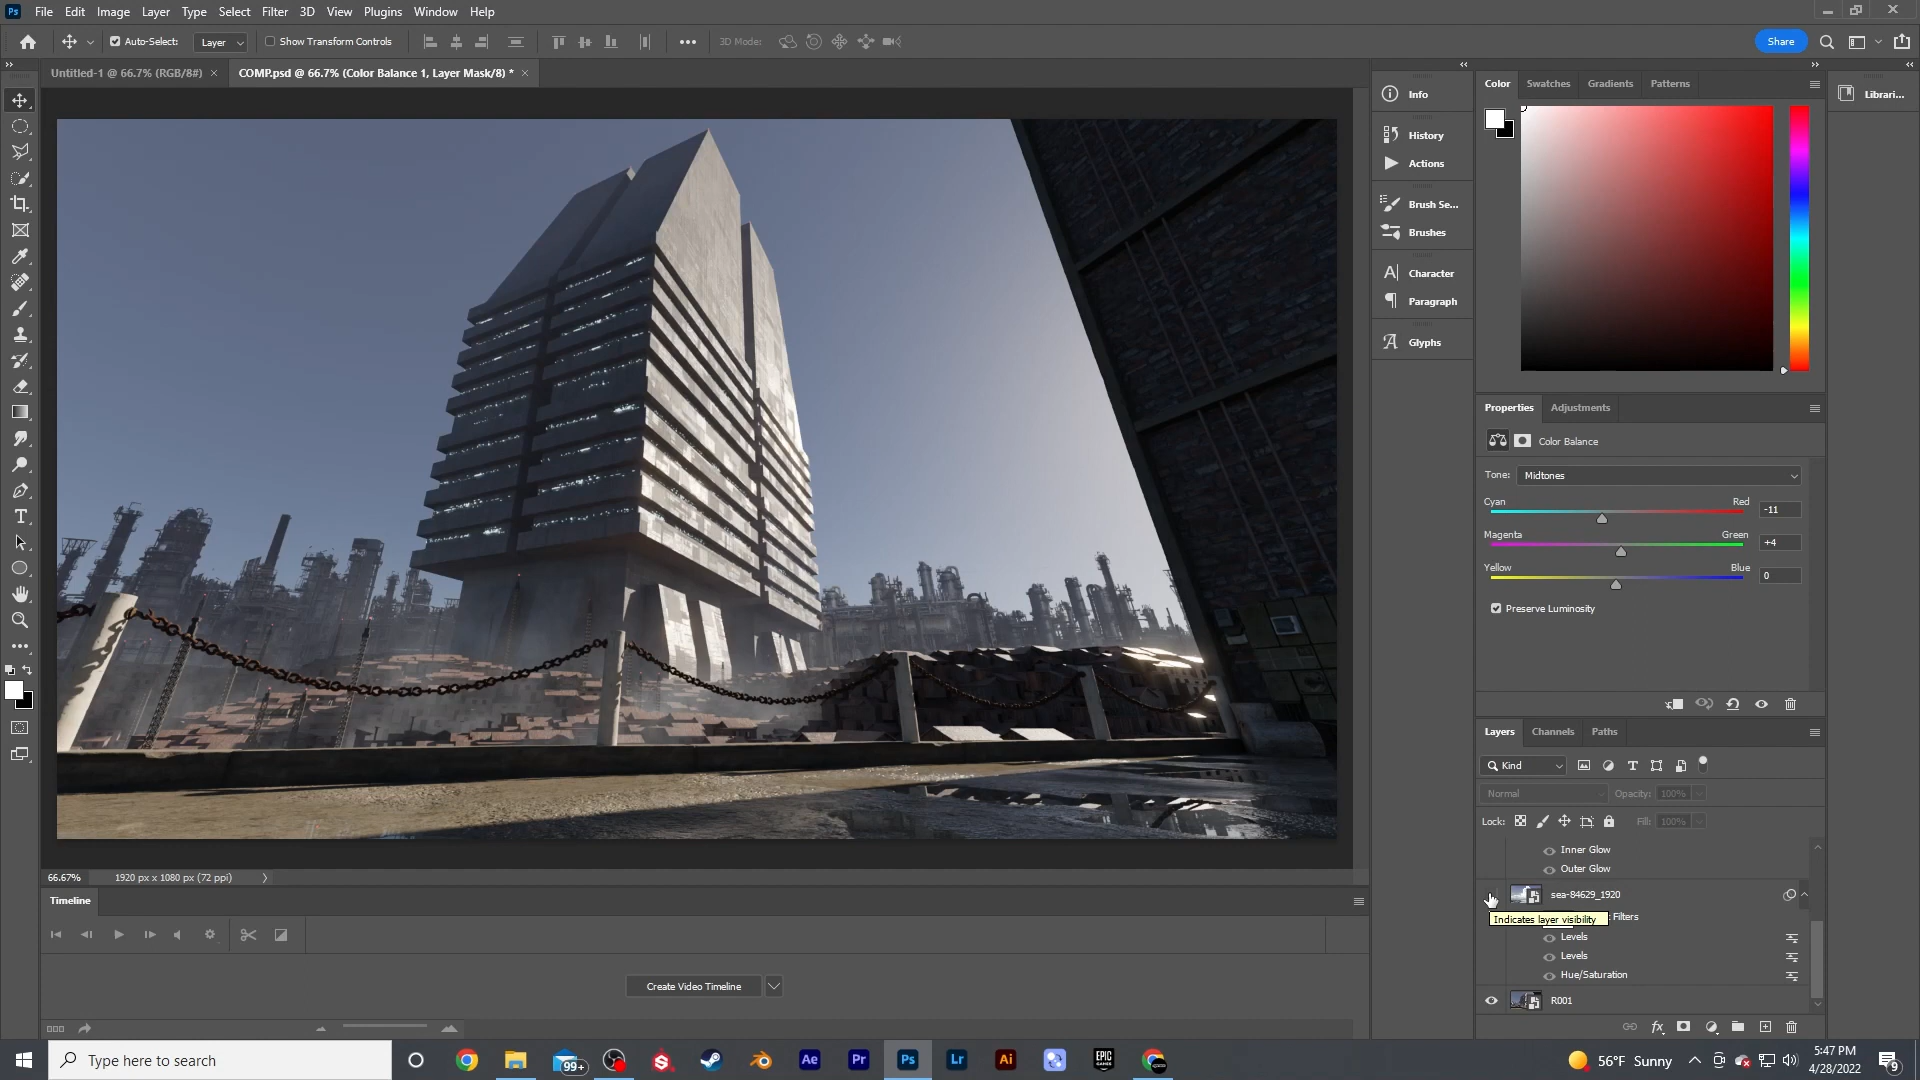 Ps File Edit Image Layer Type Select Filter 3D View Plugins Window Help
Auto-Select: Layer Show Transform Controls 3D Mode: Share
Untitled-1 @ 66.7% (RGB/8#) × COMP.psd @ 66.7% (Color Balance 1, Layer Mask/8) * ×
Info
History
Actions
Brush Se...
Brushes
Character
Paragraph
Glyphs
Color Swatches Gradients Patterns
Librari...
Properties Adjustments
Color Balance
Tone: Midtones
Cyan Red -11
Magenta Green +4
Yellow Blue 0
Preserve Luminosity
Layers Channels Paths
Kind
Normal Opacity: 100%
Lock: Fill: 100%
Inner Glow
Outer Glow
sea-84629_1920
Indicates layer visibility
Filters
Levels
Levels
Hue/Saturation
R001
fx
66.67% 1920 px x 1080 px (72 ppi)
Timeline
Create Video Timeline
Type here to search
99+
Ae Pr Ps Lr Ai
EPIC GAMES
56°F Sunny
5:47 PM
4/28/2022
9